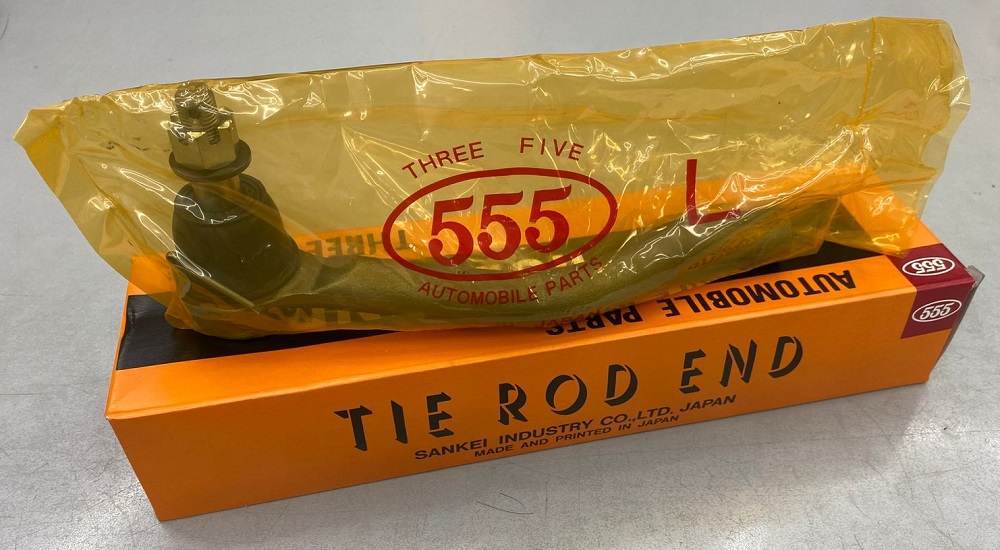 THREE FIVE
555
AUTOMOBILE PARTS
L
THREE
AUTOMOBILE PARTS
555
555
TIE ROD END
SANKEI INDUSTRY CO.,LTD. JAPAN
MADE AND PRINTED IN JAPAN